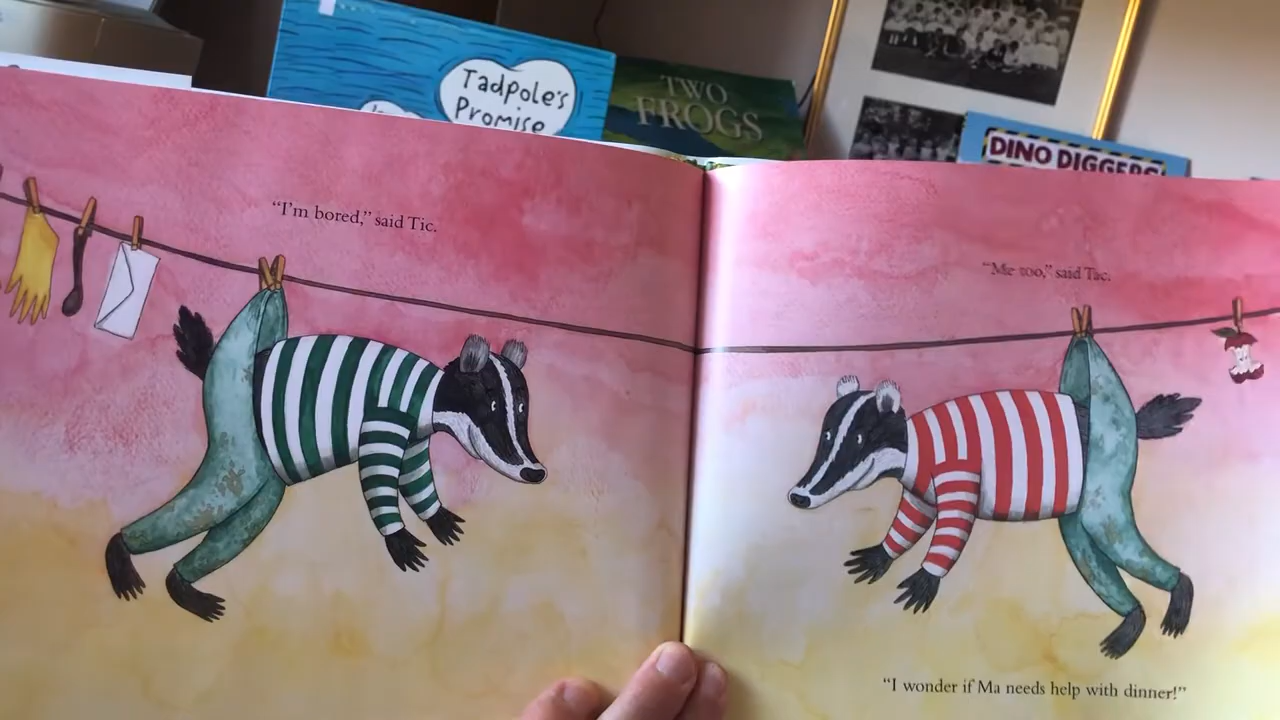 Tadpole's
Promise
TWO
FROGS
DINO DIGGERS
"I'm bored," said Tic.
"Me too," said Tac.
"I wonder if Ma needs help with dinner!"